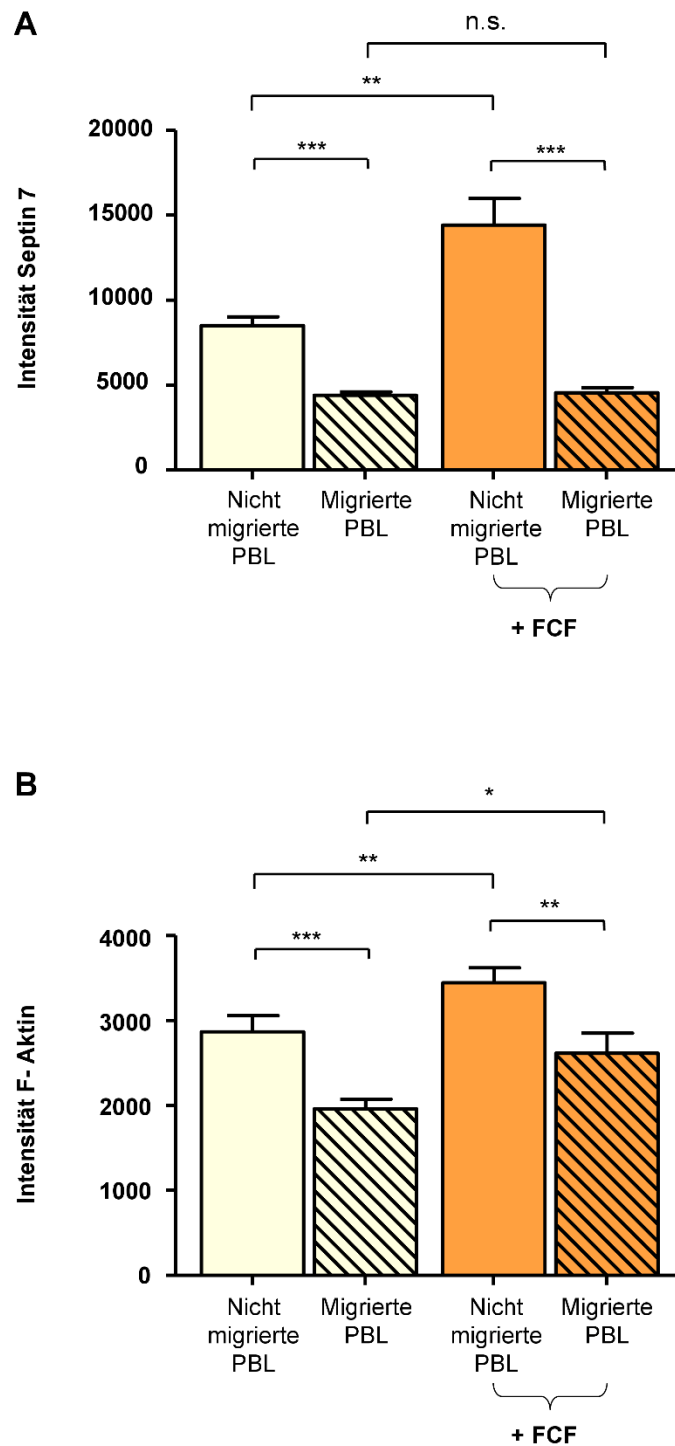 A
n.s.
**
***
***
20000
15000
10000
5000
0
Intensität Septin 7
Nicht migrierte PBL
Migrierte PBL
Nicht migrierte PBL
Migrierte PBL
+ FCF
B
*
**
***
**
4000
3000
2000
1000
0
Intensität F- Aktin
Nicht migrierte PBL
Migrierte PBL
Nicht migrierte PBL
Migrierte PBL
+ FCF